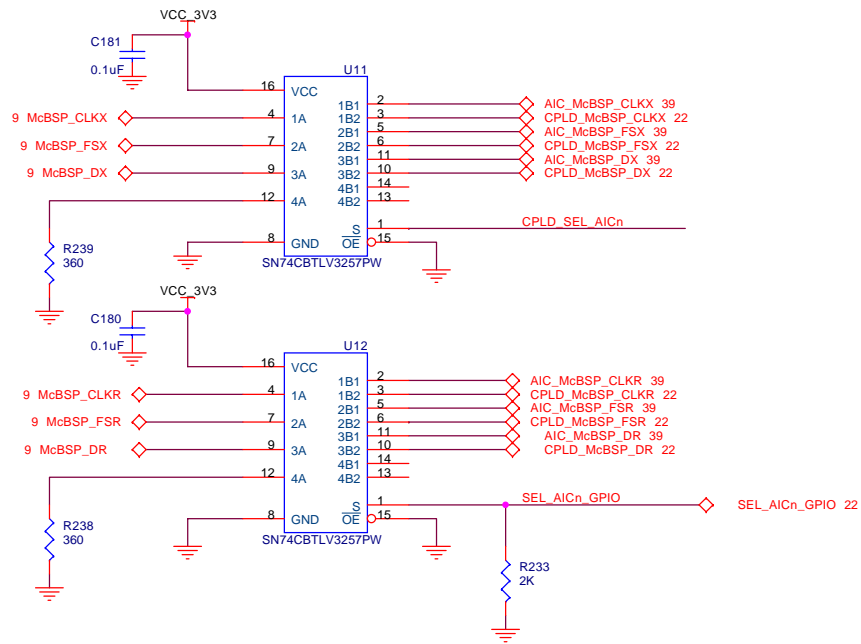 VCC_3V3
C181
0.1uF
U11
16 VCC
9 McBSP_CLKX 4 1A
9 McBSP_FSX 7 2A
9 McBSP_DX 9 3A
12 4A
8 GND
1B1 2 AIC_McBSP_CLKX 39
1B2 3 CPLD_McBSP_CLKX 22
2B1 5 AIC_McBSP_FSX 39
2B2 6 CPLD_McBSP_FSX 22
3B1 11 AIC_McBSP_DX 39
3B2 10 CPLD_McBSP_DX 22
4B1 14
4B2 13
S 1 CPLD_SEL_AICn
OE 15
SN74CBTLV3257PW
R239
360
VCC_3V3
C180
0.1uF
U12
16 VCC
9 McBSP_CLKR 4 1A
9 McBSP_FSR 7 2A
9 McBSP_DR 9 3A
12 4A
8 GND
1B1 2 AIC_McBSP_CLKR 39
1B2 3 CPLD_McBSP_CLKR 22
2B1 5 AIC_McBSP_FSR 39
2B2 6 CPLD_McBSP_FSR 22
3B1 11 AIC_McBSP_DR 39
3B2 10 CPLD_McBSP_DR 22
4B1 14
4B2 13
S 1 SEL_AICn_GPIO SEL_AICn_GPIO 22
OE 15
SN74CBTLV3257PW
R238
360
R233
2K